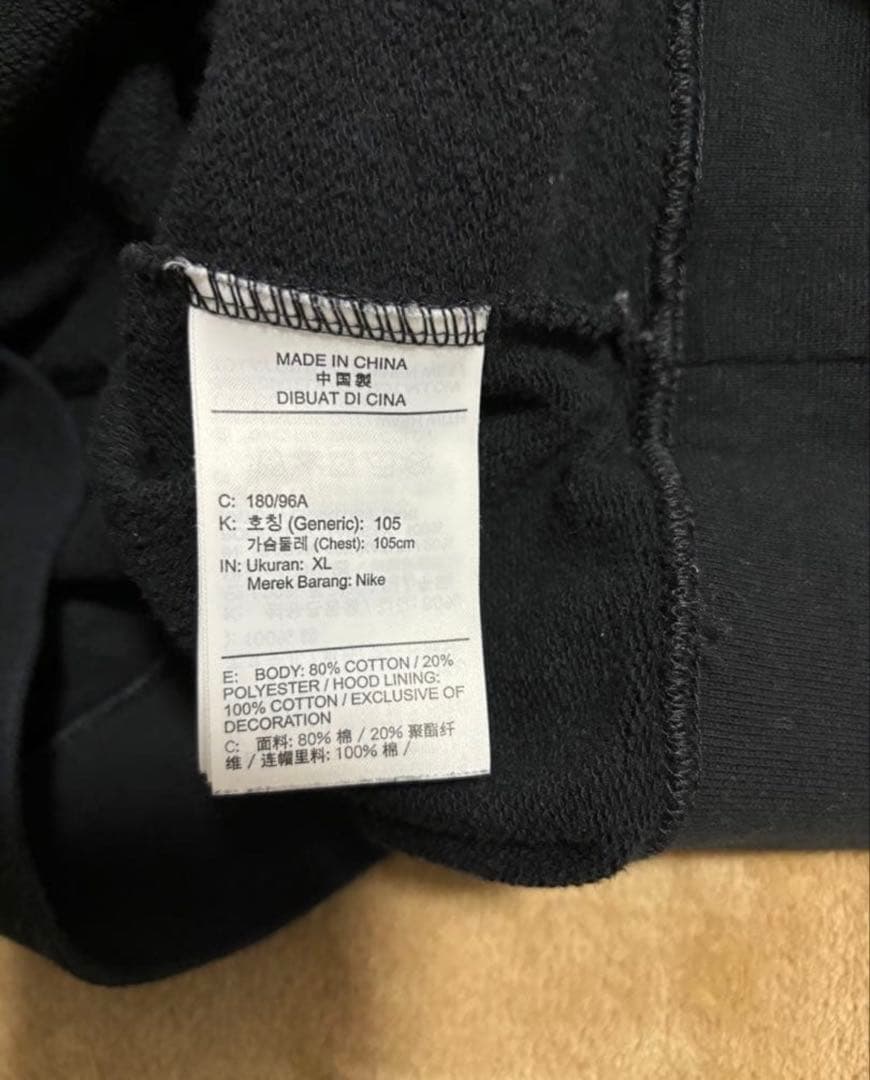 MADE IN CHINA
中国製
DIBUAT DI CINA
C: 180/96A
K: 호칭 (Generic): 105
가슴둘레 (Chest): 105cm
IN: Ukuran: XL
Merek Barang: Nike
E: BODY: 80% COTTON / 20%
POLYESTER / HOOD LINING:
100% COTTON / EXCLUSIVE OF
DECORATION
C: 面料: 80% 棉 / 20% 聚酯纤
维 / 连帽里料: 100% 棉 /